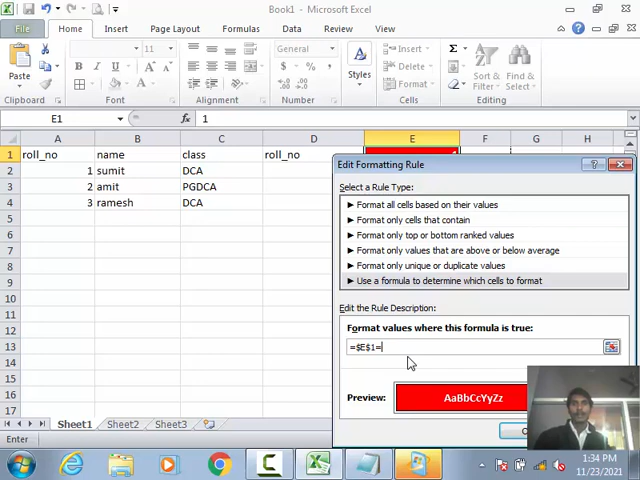 Book1 - Microsoft Excel
File Home Insert Page Layout Formulas Data Review View
Paste
Clipboard
11
B I U
Font
Alignment
General
$ % ,
Number
Styles
Insert
Delete
Format
Cells
Σ
Sort & Filter
Find & Select
Editing
E1 fx 1
A B C D E F G H
1 roll_no name class roll_no
2 1 sumit DCA
3 2 amit PGDCA
4 3 ramesh DCA
5
6
7
8
9
10
11
12
13
14
15
16
17
Edit Formatting Rule
Select a Rule Type:
► Format all cells based on their values
► Format only cells that contain
► Format only top or bottom ranked values
► Format only values that are above or below average
► Format only unique or duplicate values
► Use a formula to determine which cells to format
Edit the Rule Description:
Format values where this formula is true:
=$E$1=
Preview: AaBbCcYyZz
Sheet1 Sheet2 Sheet3
Enter
1:34 PM
11/23/2021